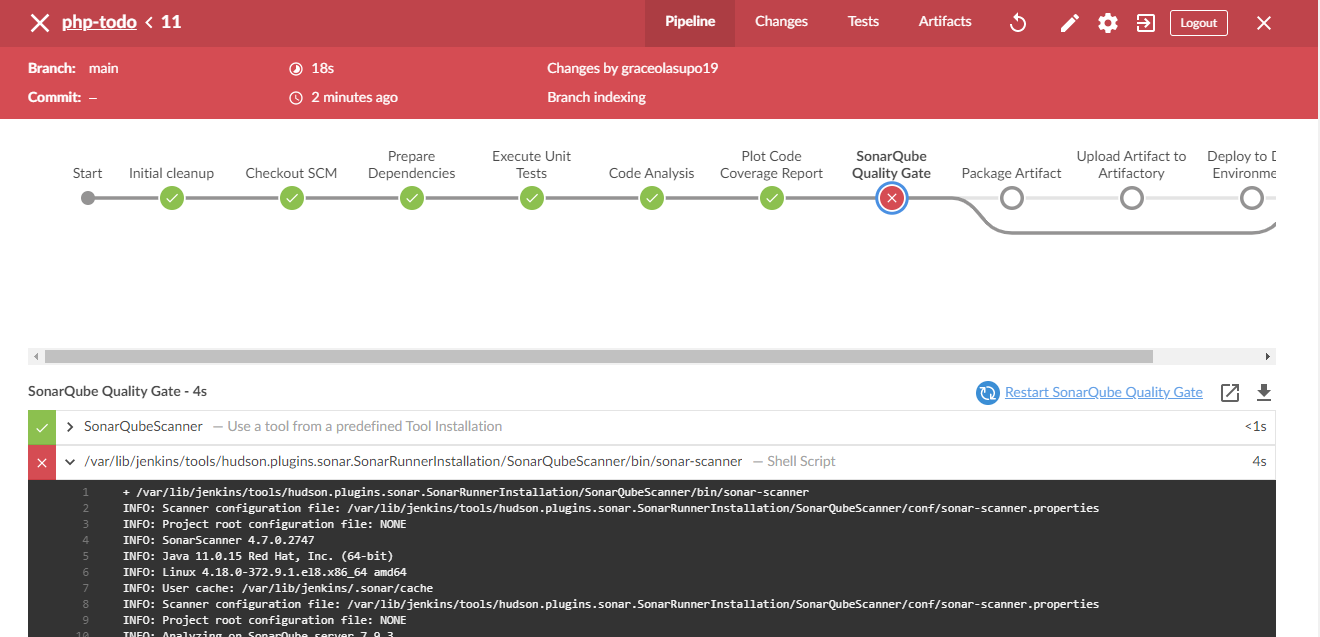 php-todo < 11
Pipeline Changes Tests Artifacts Logout
Branch: main 18s Changes by graceolasupo19
Commit: – 2 minutes ago Branch indexing
Start Initial cleanup Checkout SCM Prepare Dependencies Execute Unit Tests Code Analysis Plot Code Coverage Report SonarQube Quality Gate Package Artifact Upload Artifact to Artifactory Deploy to
SonarQube Quality Gate - 4s Restart SonarQube Quality Gate
SonarQubeScanner — Use a tool from a predefined Tool Installation <1s
/var/lib/jenkins/tools/hudson.plugins.sonar.SonarRunnerInstallation/SonarQubeScanner/bin/sonar-scanner — Shell Script 4s
1 + /var/lib/jenkins/tools/hudson.plugins.sonar.SonarRunnerInstallation/SonarQubeScanner/bin/sonar-scanner
2 INFO: Scanner configuration file: /var/lib/jenkins/tools/hudson.plugins.sonar.SonarRunnerInstallation/SonarQubeScanner/conf/sonar-scanner.properties
3 INFO: Project root configuration file: NONE
4 INFO: SonarScanner 4.7.0.2747
5 INFO: Java 11.0.15 Red Hat, Inc. (64-bit)
6 INFO: Linux 4.18.0-372.9.1.el8.x86_64 amd64
7 INFO: User cache: /var/lib/jenkins/.sonar/cache
8 INFO: Scanner configuration file: /var/lib/jenkins/tools/hudson.plugins.sonar.SonarRunnerInstallation/SonarQubeScanner/conf/sonar-scanner.properties
9 INFO: Project root configuration file: NONE
10 INFO: Analyzing on SonarQube server 7.9.3